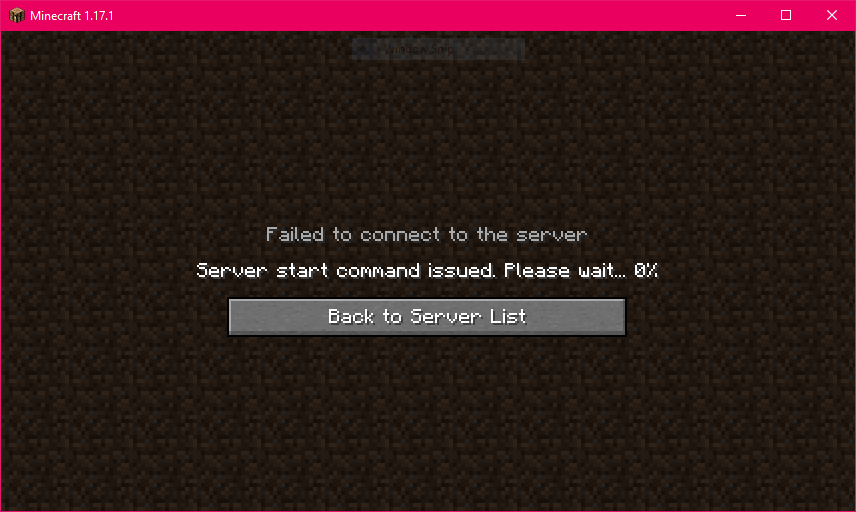 Minecraft 1.17.1
Failed to connect to the server
Server start command issued. Please wait... 0%
Back to Server List